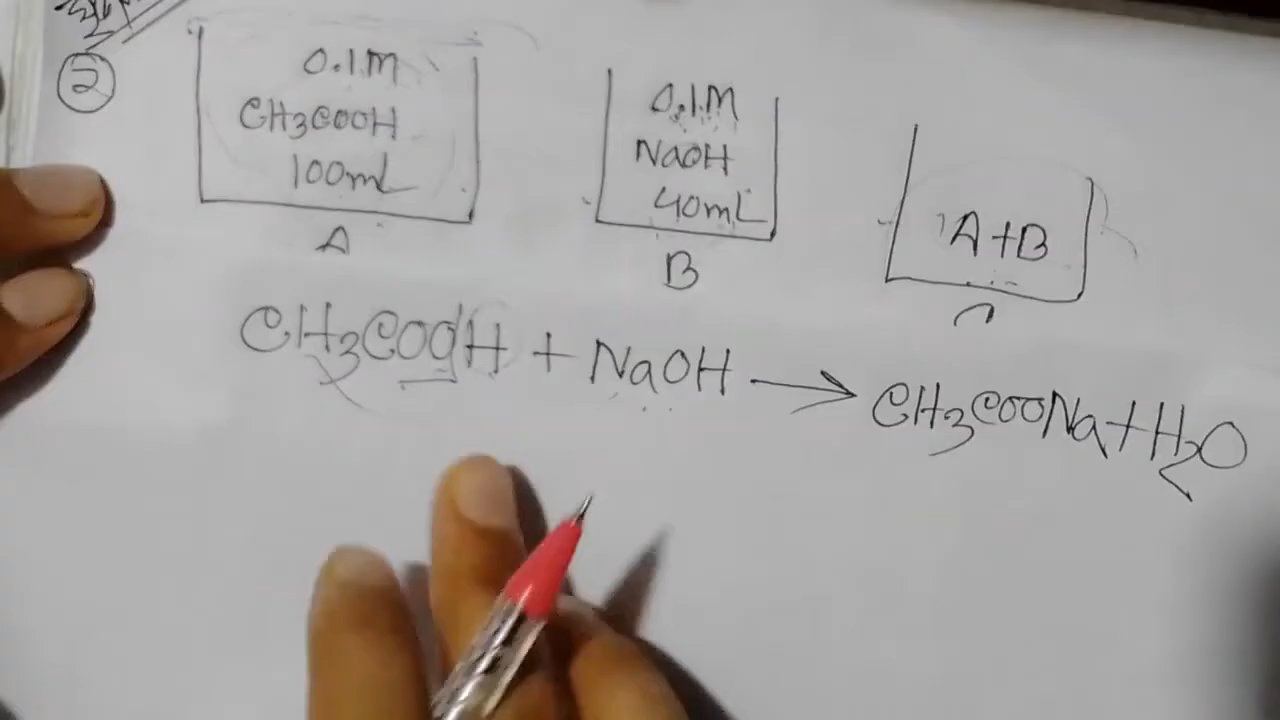 2
0.1M
CH3COOH
100mL
A
0.1M
NaOH
40mL
B
A+B
C
CH3COOH + NaOH → CH3COONa + H2O